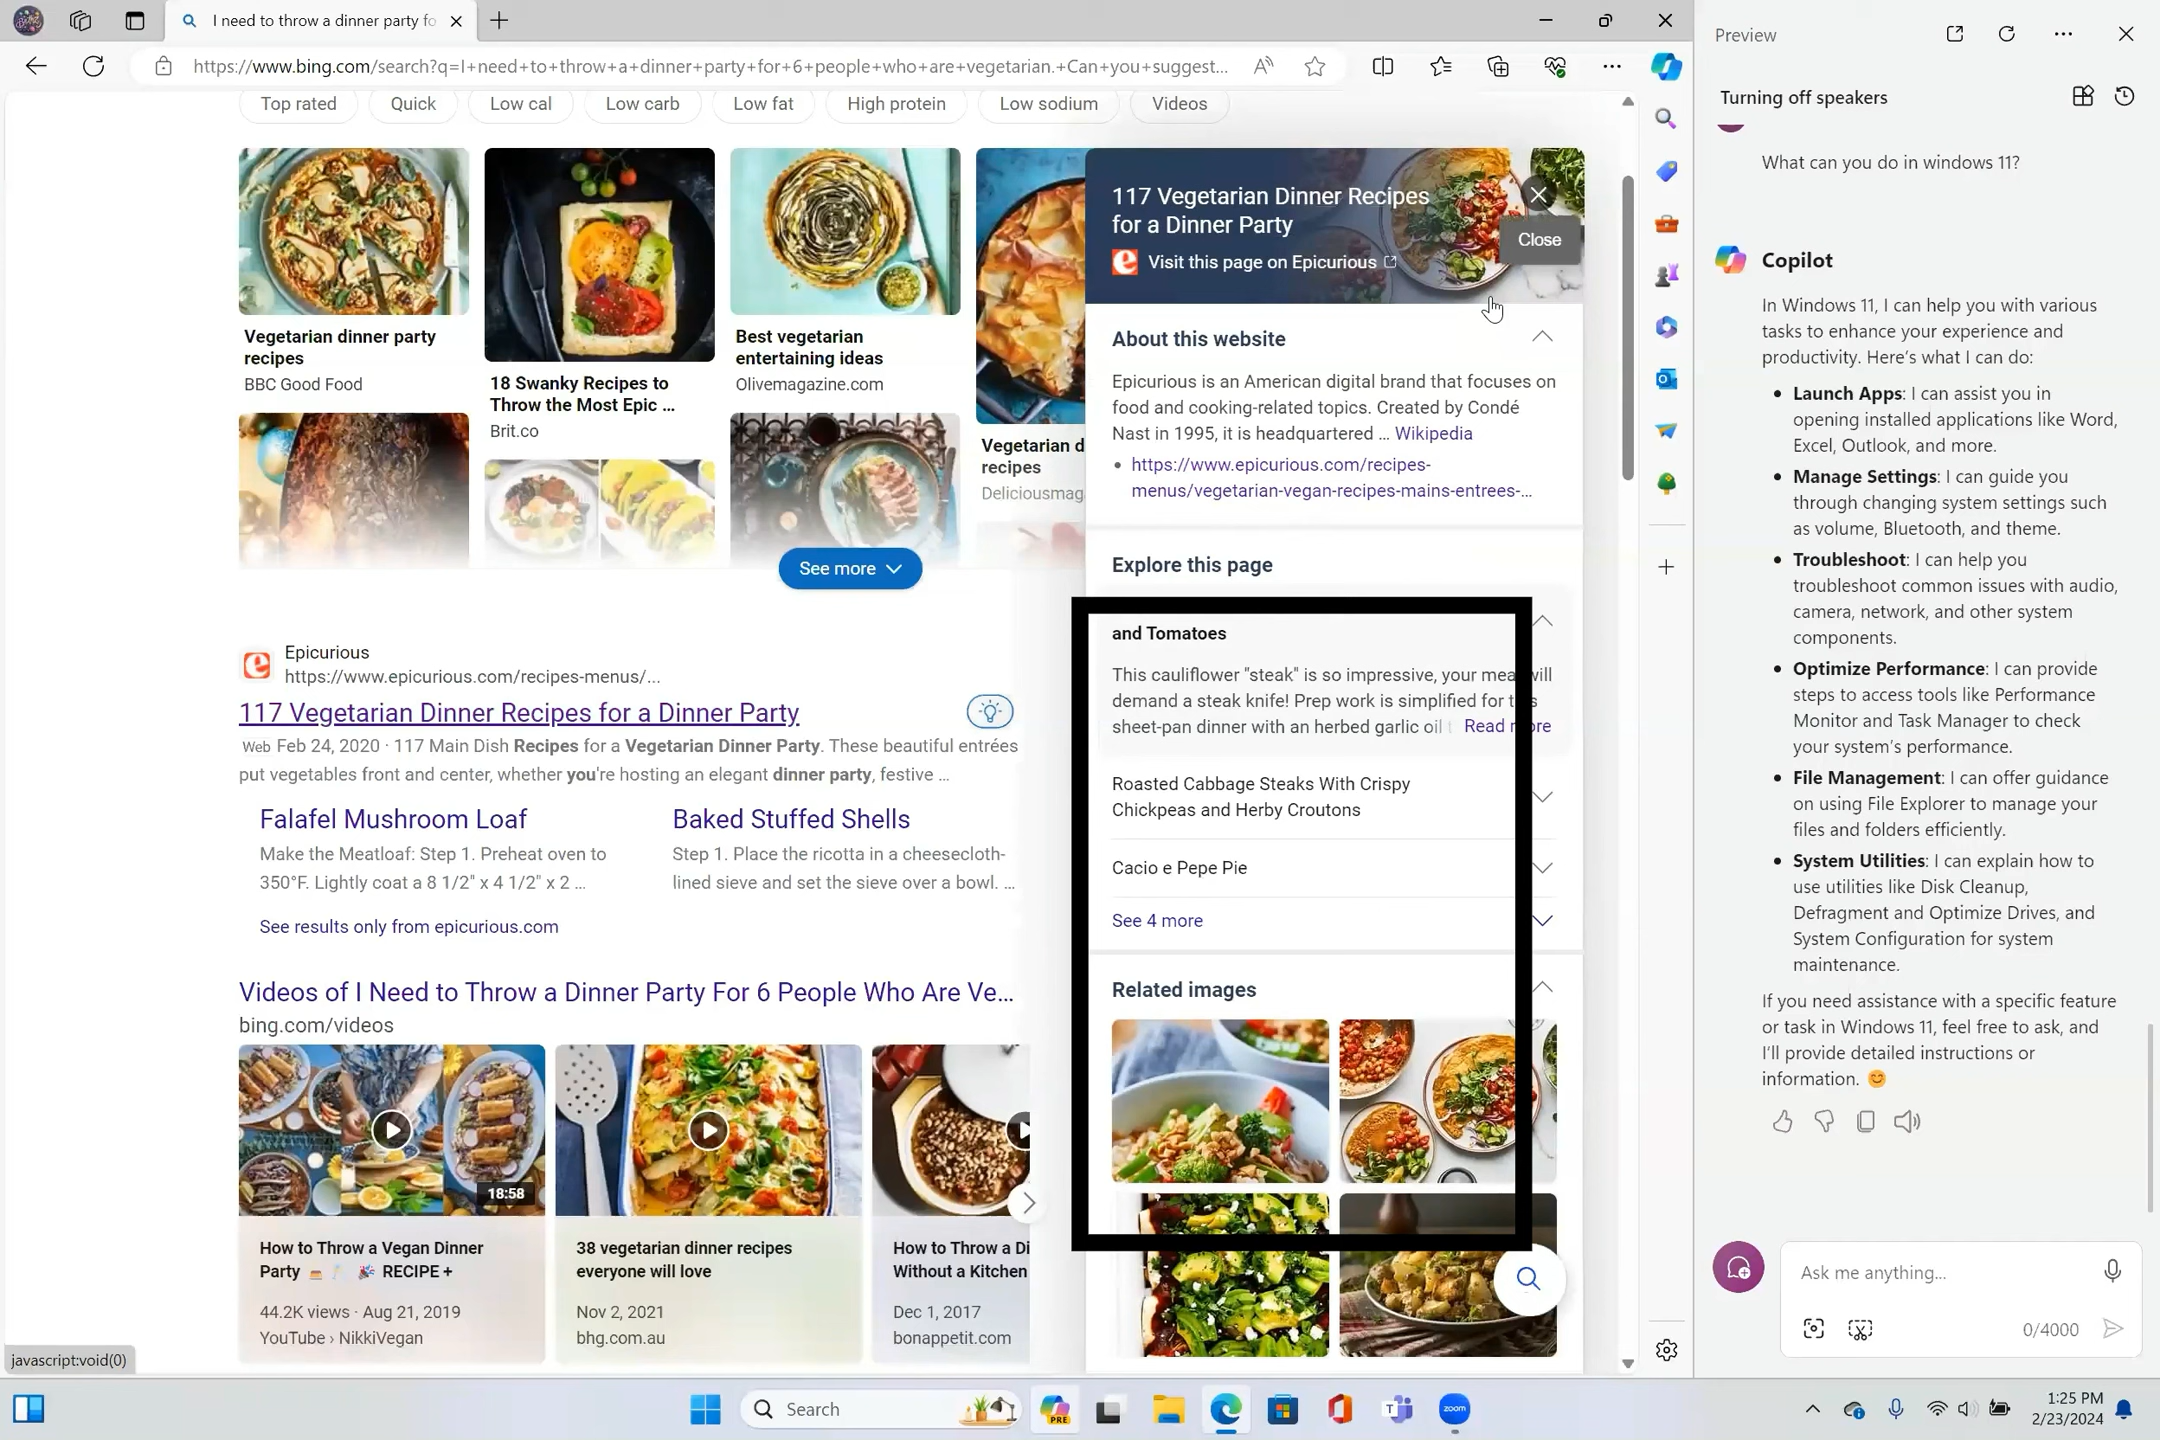 I need to throw a dinner party fo
https://www.bing.com/search?q=I+need+to+throw+a+dinner+party+for+6+people+who+are+vegetarian.+Can+you+suggest...
Top rated
Quick
Low cal
Low carb
Low fat
High protein
Low sodium
Videos
Vegetarian dinner party
recipes
BBC Good Food
18 Swanky Recipes to
Throw the Most Epic ...
Brit.co
Best vegetarian
entertaining ideas
Olivemagazine.com
Vegetarian d
recipes
Deliciousmag
See more
Epicurious
https://www.epicurious.com/recipes-menus/...
117 Vegetarian Dinner Recipes for a Dinner Party
Web Feb 24, 2020 · 117 Main Dish Recipes for a Vegetarian Dinner Party. These beautiful entrées
put vegetables front and center, whether you're hosting an elegant dinner party, festive ...
Falafel Mushroom Loaf
Make the Meatloaf: Step 1. Preheat oven to
350°F. Lightly coat a 8 1/2" x 4 1/2" x 2 ...
Baked Stuffed Shells
Step 1. Place the ricotta in a cheesecloth-
lined sieve and set the sieve over a bowl. ...
See results only from epicurious.com
Videos of I Need to Throw a Dinner Party For 6 People Who Are Ve...
bing.com/videos
18:58
How to Throw a Vegan Dinner
Party 🍝 🥂 🎉 RECIPE +
44.2K views · Aug 21, 2019
YouTube › NikkiVegan
38 vegetarian dinner recipes
everyone will love
Nov 2, 2021
bhg.com.au
How to Throw a Di
Without a Kitchen
Dec 1, 2017
bonappetit.com
javascript:void(0)
117 Vegetarian Dinner Recipes
for a Dinner Party
Visit this page on Epicurious
Close
About this website
Epicurious is an American digital brand that focuses on
food and cooking-related topics. Created by Condé
Nast in 1995, it is headquartered ... Wikipedia
• https://www.epicurious.com/recipes-
menus/vegetarian-vegan-recipes-mains-entrees-...
Explore this page
and Tomatoes
This cauliflower "steak" is so impressive, your mea will
demand a steak knife! Prep work is simplified for t s
sheet-pan dinner with an herbed garlic oil t Read m re
Roasted Cabbage Steaks With Crispy
Chickpeas and Herby Croutons
Cacio e Pepe Pie
See 4 more
Related images
Preview
Turning off speakers
What can you do in windows 11?
Copilot
In Windows 11, I can help you with various
tasks to enhance your experience and
productivity. Here's what I can do:
• Launch Apps: I can assist you in
opening installed applications like Word,
Excel, Outlook, and more.
• Manage Settings: I can guide you
through changing system settings such
as volume, Bluetooth, and theme.
• Troubleshoot: I can help you
troubleshoot common issues with audio,
camera, network, and other system
components.
• Optimize Performance: I can provide
steps to access tools like Performance
Monitor and Task Manager to check
your system's performance.
• File Management: I can offer guidance
on using File Explorer to manage your
files and folders efficiently.
• System Utilities: I can explain how to
use utilities like Disk Cleanup,
Defragment and Optimize Drives, and
System Configuration for system
maintenance.
If you need assistance with a specific feature
or task in Windows 11, feel free to ask, and
I'll provide detailed instructions or
information. 😊
Ask me anything...
0/4000
Search
PRE
zoom
1:25 PM
2/23/2024